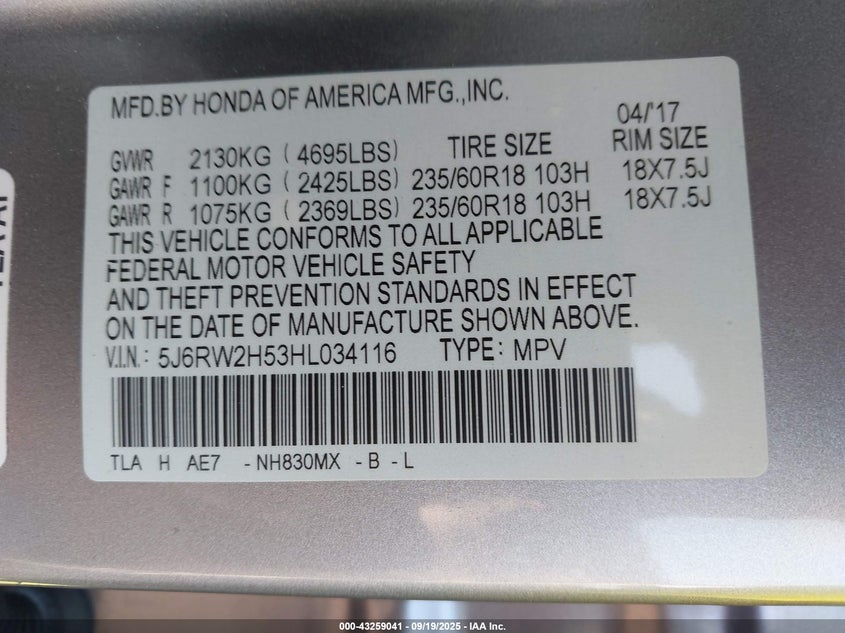 MFD.BY HONDA OF AMERICA MFG.,INC. 04/'17
GVWR 2130KG ( 4695LBS) TIRE SIZE RIM SIZE
GAWR F 1100KG ( 2425LBS) 235/60R18 103H 18X7.5J
GAWR R 1075KG ( 2369LBS) 235/60R18 103H 18X7.5J
THIS VEHICLE CONFORMS TO ALL APPLICABLE
FEDERAL MOTOR VEHICLE SAFETY
AND THEFT PREVENTION STANDARDS IN EFFECT
ON THE DATE OF MANUFACTURE SHOWN ABOVE.
V.I.N.: 5J6RW2H53HL034116 TYPE: MPV
TLA H AE7 -NH830MX -B -L
000-43259041 - 09/19/2025 - IAA Inc.